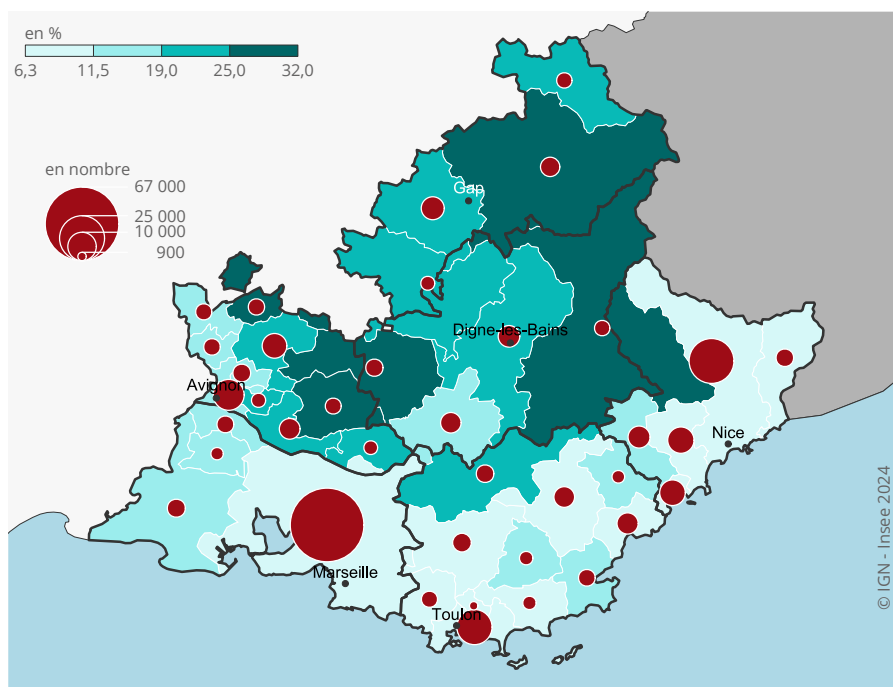 en %
6,3 11,5 19,0 25,0 32,0
en nombre
67 000
25 000
10 000
900
Gap
Digne-les-Bains
Avignon
Nice
Marseille
Toulon
© IGN - Insee 2024